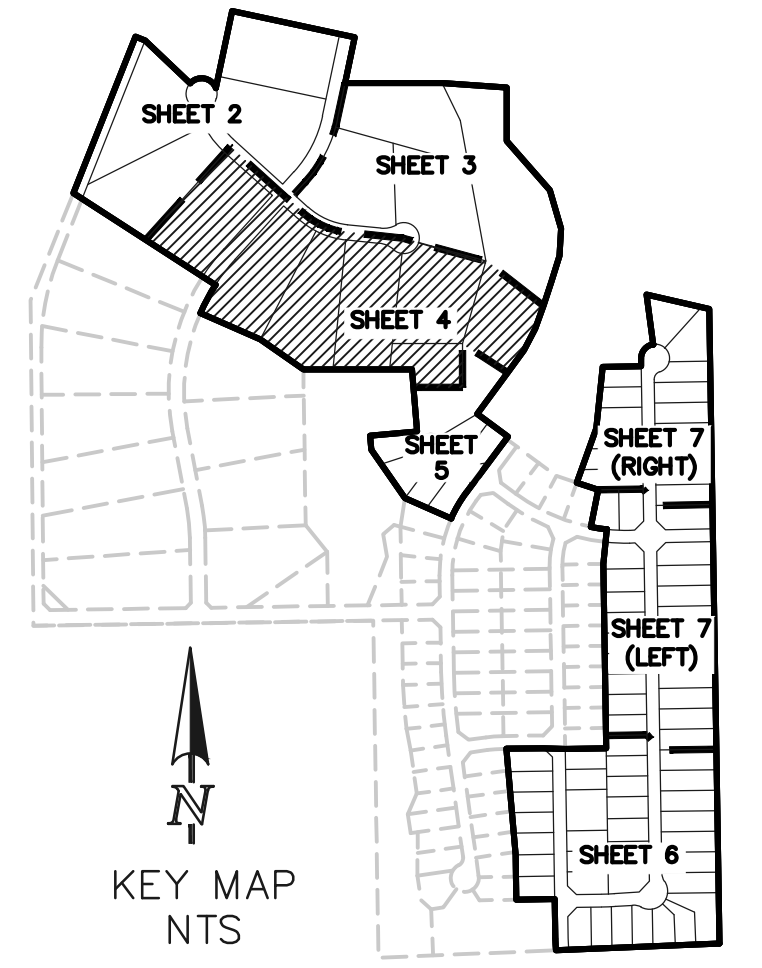 SHEET 2
SHEET 3
SHEET 4
SHEET
5
SHEET 7
(RIGHT)
SHEET 7
(LEFT)
SHEET 6
N
KEY MAP
NTS